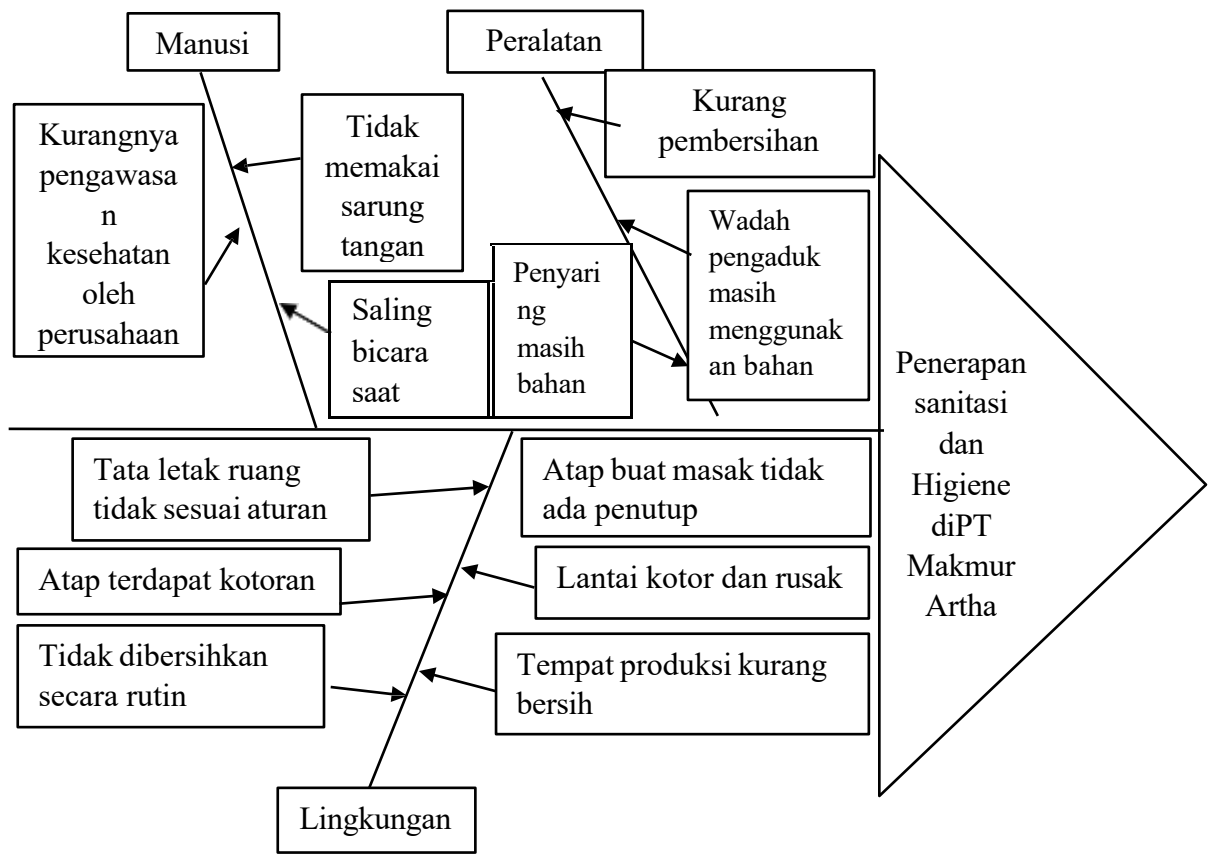 Manusi
Peralatan
Kurangnya
pengawasa
n
kesehatan
oleh
perusahaan
Tidak
memakai
sarung
tangan
Saling
bicara
saat
Kurang
pembersihan
Wadah
pengaduk
masih
menggunak
an bahan
Penyari
ng
masih
bahan
Penerapan
sanitasi
dan
Higiene
diPT
Makmur
Artha
Tata letak ruang
tidak sesuai aturan
Atap terdapat kotoran
Tidak dibersihkan
secara rutin
Atap buat masak tidak
ada penutup
Lantai kotor dan rusak
Tempat produksi kurang
bersih
Lingkungan